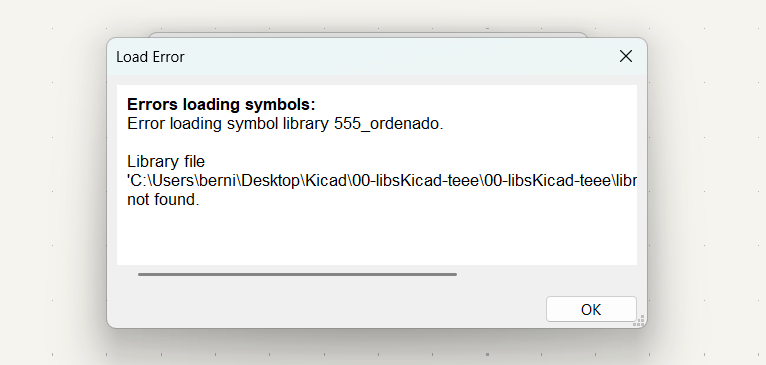 Load Error
Errors loading symbols:
Error loading symbol library 555_ordenado.
Library file
'C:\Users\berni\Desktop\Kicad\00-libsKicad-teee\00-libsKicad-teee\libr
not found.
OK